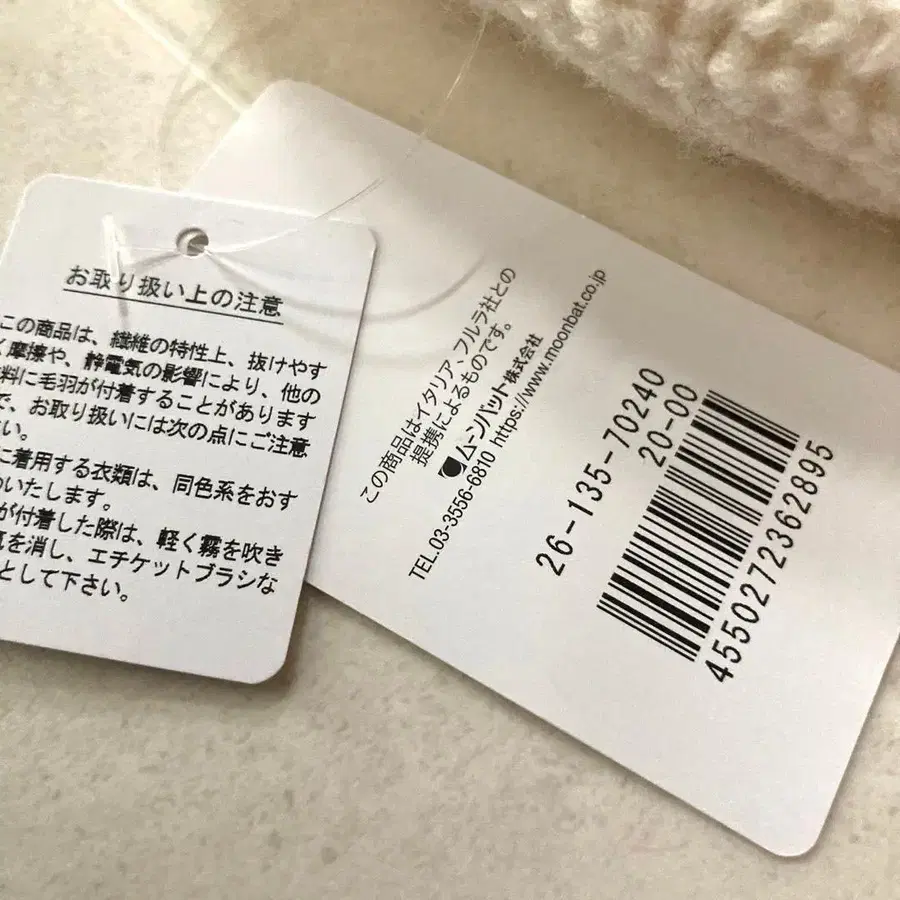 お取り扱い上の注意
この商品は、繊維の特性上、抜けやす
く摩擦や、静電気の影響により、他の
料に毛羽が付着することがあります
で、お取り扱いには次の点にご注意
い。
に着用する衣類は、同色系をおす
いたします。
が付着した際は、軽く霧を吹き
気を消し、エチケットブラシな
として下さい。
この商品はイタリア、フルラ社との
提携によるものです。
ムーンバット株式会社
TEL.03-3556-6810 https://www.moonbat.co.jp
26-135-70240
20-00
4550272362895